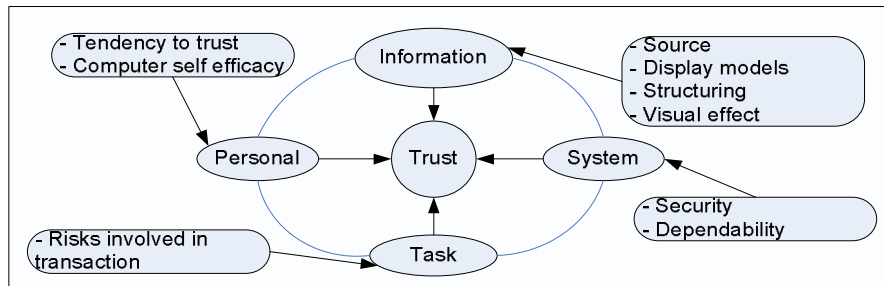 - Tendency to trust
- Computer self efficacy
Information
- Source
- Display models
- Structuring
- Visual effect
Personal
Trust
System
- Security
- Dependability
- Risks involved in
transaction
Task